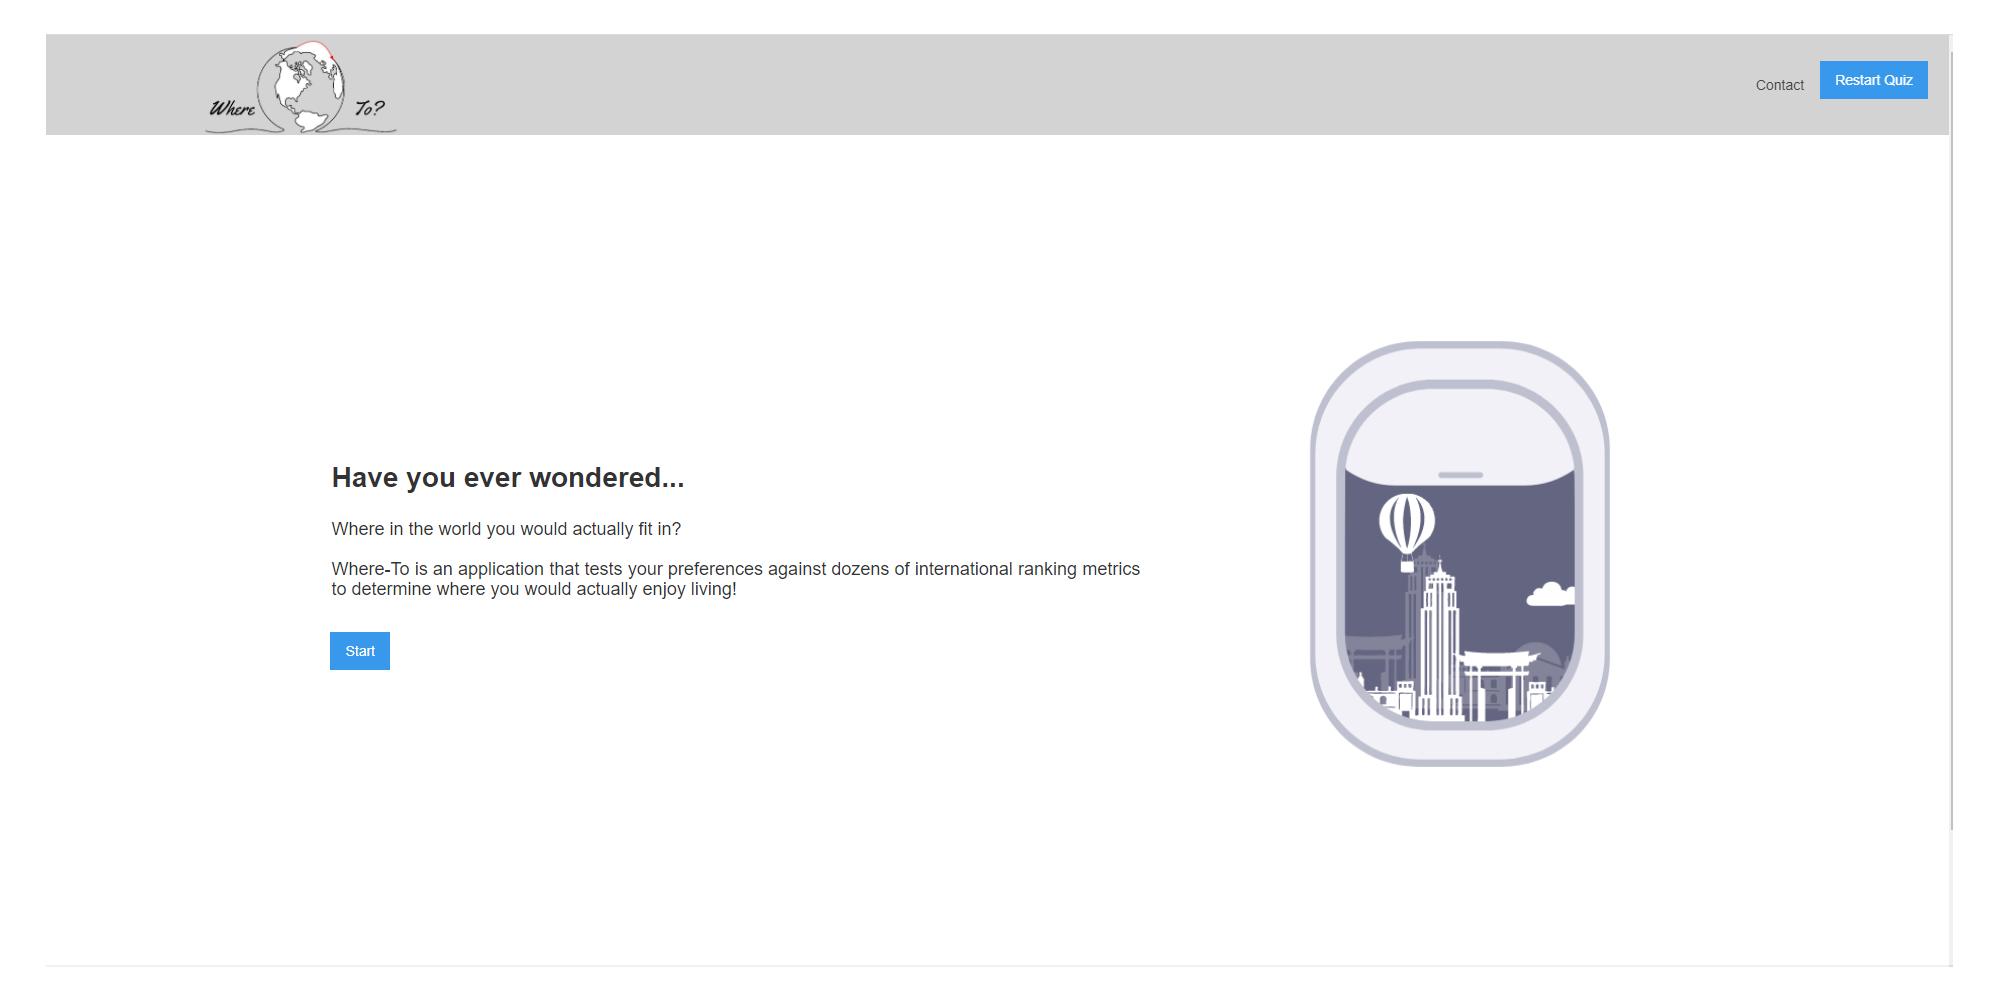 Where To?
Contact
Restart Quiz
Have you ever wondered...
Where in the world you would actually fit in?
Where-To is an application that tests your preferences against dozens of international ranking metrics
to determine where you would actually enjoy living!
Start